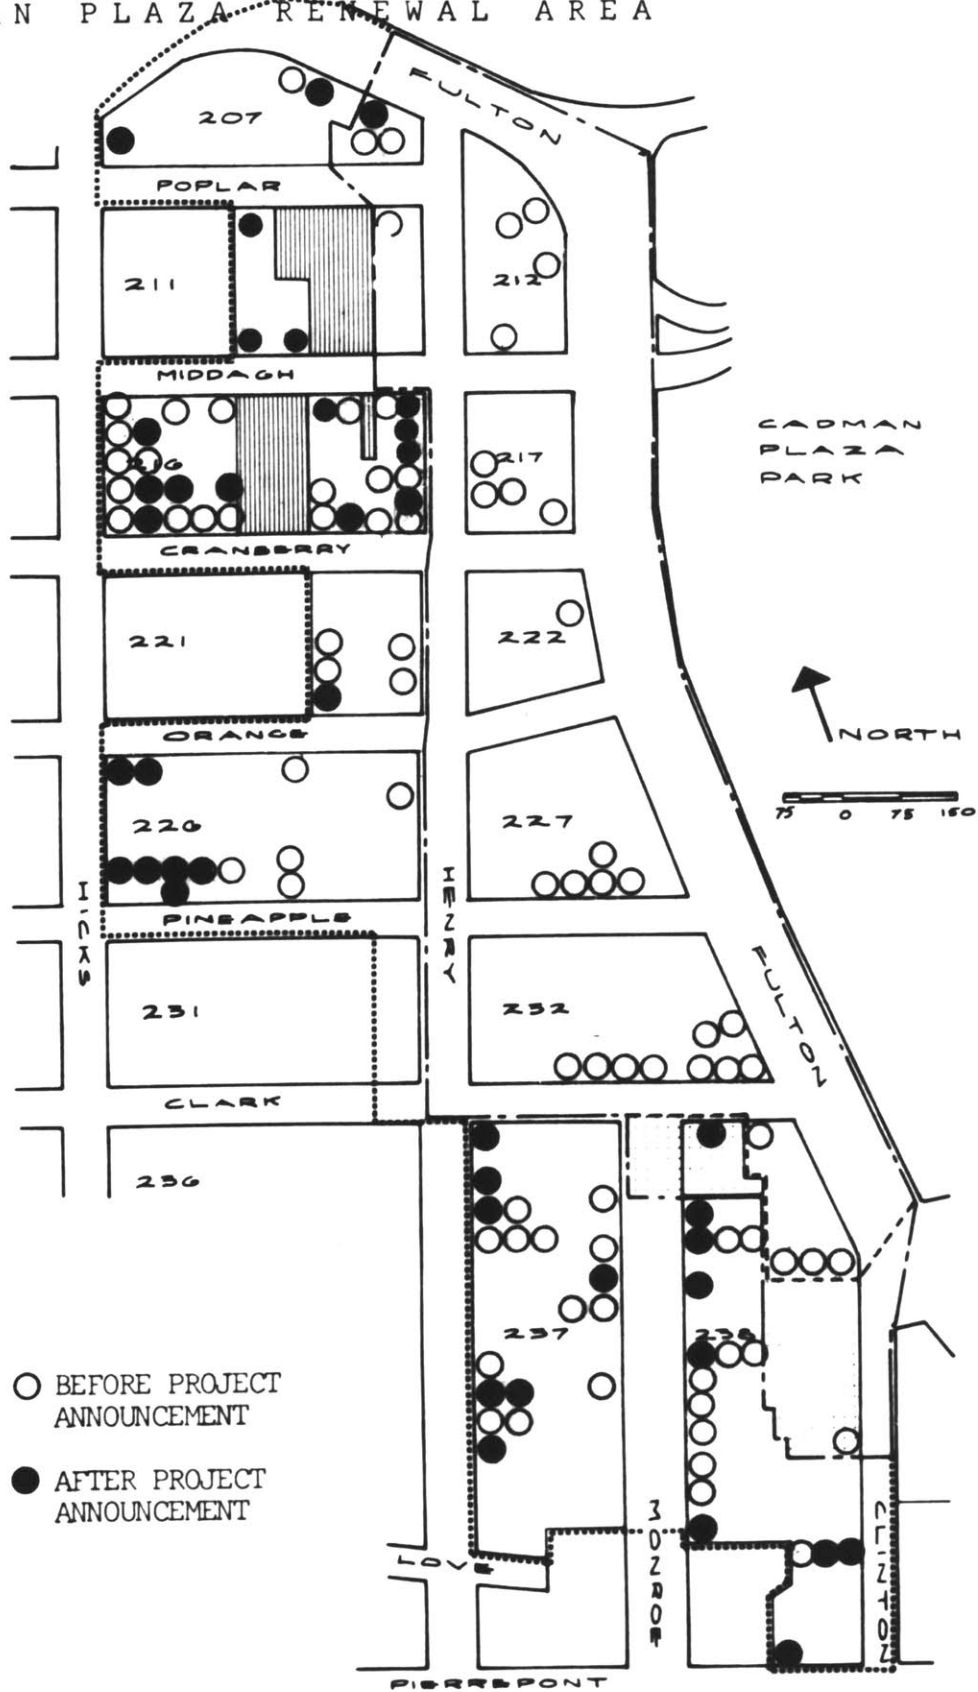 N PLAZA RENEWAL AREA
FULTON
207
POPLAR
211
212
MIDDAGH
CADMAN
PLAZA
PARK
216
217
CRANBERRY
221
222
ORANGE
NORTH
75 0 75 150
226
227
HICKS
HENRY
PINEAPPLE
FULTON
231
232
CLARK
236
237
238
BEFORE PROJECT
ANNOUNCEMENT
AFTER PROJECT
ANNOUNCEMENT
MONROE
CLINTON
LOVE
PIERREPONT